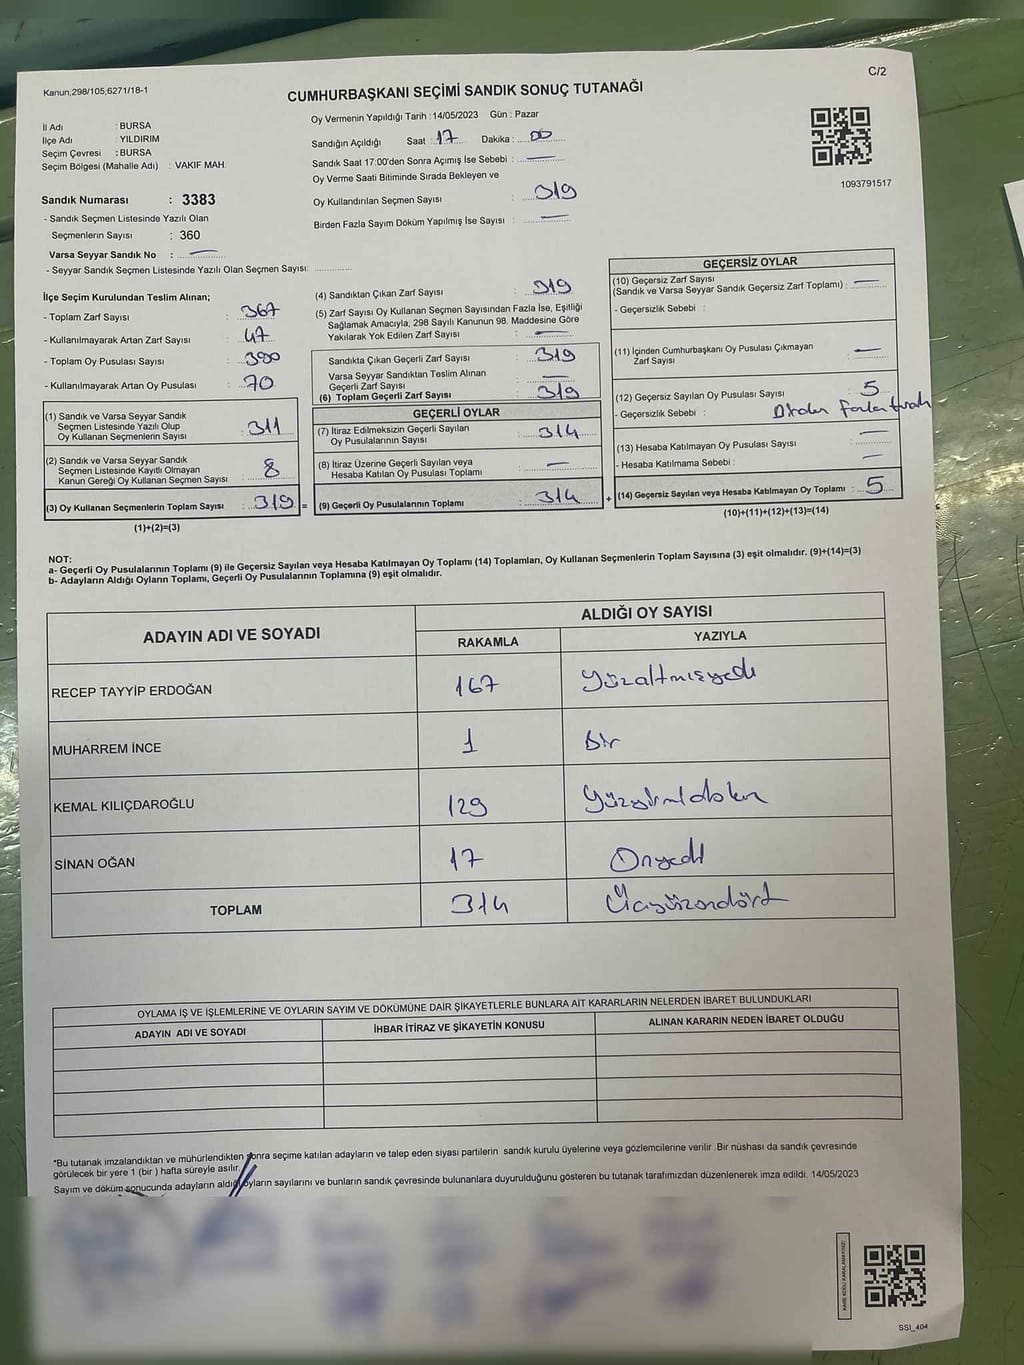 C/2
Kanun,298/105,6271/18-1
CUMHURBAŞKANI SEÇİMİ SANDIK SONUÇ TUTANAĞI
İl Adı : BURSA
İlçe Adı : YILDIRIM
Seçim Çevresi : BURSA
Seçim Bölgesi (Mahalle Adı) : VAKIF MAH.
Sandık Numarası : 3383
- Sandık Seçmen Listesinde Yazılı Olan
Seçmenlerin Sayısı : 360
Varsa Seyyar Sandık No : —
- Seyyar Sandık Seçmen Listesinde Yazılı Olan Seçmen Sayısı:
Oy Vermenin Yapıldığı Tarih : 14/05/2023 Gün : Pazar
Sandığın Açıldığı Saat : 17 Dakika : 00
Sandık Saat 17:00'den Sonra Açımış İse Sebebi : —
Oy Verme Saati Bitiminde Sırada Bekleyen ve
Oy Kullandırılan Seçmen Sayısı : 319
Birden Fazla Sayım Döküm Yapılmış İse Sayısı : —
1093791517
İlçe Seçim Kurulundan Teslim Alınan;
- Toplam Zarf Sayısı : 367
- Kullanılmayarak Artan Zarf Sayısı : 47
- Toplam Oy Pusulası Sayısı : 390
- Kullanılmayarak Artan Oy Pusulası : 70
(1) Sandık ve Varsa Seyyar Sandık
Seçmen Listesinde Yazılı Olup
Oy Kullanan Seçmenlerin Sayısı : 311
(2) Sandık ve Varsa Seyyar Sandık
Seçmen Listesinde Kayıtlı Olmayan
Kanun Gereği Oy Kullanan Seçmen Sayısı : 8
(3) Oy Kullanan Seçmenlerin Toplam Sayısı : 319
(1)+(2)=(3)
(4) Sandıktan Çıkan Zarf Sayısı : 319
(5) Zarf Sayısı Oy Kullanan Seçmen Sayısından Fazla İse, Eşitliği
Sağlamak Amacıyla, 298 Sayılı Kanunun 98. Maddesine Göre
Yakılarak Yok Edilen Zarf Sayısı : —
Sandıkta Çıkan Geçerli Zarf Sayısı : 319
Varsa Seyyar Sandıktan Teslim Alınan
Geçerli Zarf Sayısı : —
(6) Toplam Geçerli Zarf Sayısı : 319
GEÇERLİ OYLAR
(7) İtiraz Edilmeksizin Geçerli Sayılan
Oy Pusulalarının Sayısı : 314
(8) İtiraz Üzerine Geçerli Sayılan veya
Hesaba Katılan Oy Pusulası Toplamı : —
= (9) Geçerli Oy Pusulalarının Toplamı : 314
GEÇERSİZ OYLAR
(10) Geçersiz Zarf Sayısı
(Sandık ve Varsa Seyyar Sandık Geçersiz Zarf Toplamı) : —
- Geçersizlik Sebebi :
(11) İçinden Cumhurbaşkanı Oy Pusulası Çıkmayan
Zarf Sayısı : —
(12) Geçersiz Sayılan Oy Pusulası Sayısı : 5
- Geçersizlik Sebebi :
(13) Hesaba Katılmayan Oy Pusulası Sayısı : —
- Hesaba Katılmama Sebebi : —
+ (14) Geçersiz Sayılan veya Hesaba Katılmayan Oy Toplamı : 5
(10)+(11)+(12)+(13)=(14)
NOT:
a- Geçerli Oy Pusulalarının Toplamı (9) ile Geçersiz Sayılan veya Hesaba Katılmayan Oy Toplamı (14) Toplamları, Oy Kullanan Seçmenlerin Toplam Sayısına (3) eşit olmalıdır. (9)+(14)=(3)
b- Adayların Aldığı Oyların Toplamı, Geçerli Oy Pusulalarının Toplamına (9) eşit olmalıdır.
ADAYIN ADI VE SOYADI ALDIĞI OY SAYISI
RAKAMLA YAZIYLA
RECEP TAYYİP ERDOĞAN 167 Yüzaltmışyedi
MUHARREM İNCE 1 Bir
KEMAL KILIÇDAROĞLU 129 Yüzyirmidokuz
SİNAN OĞAN 17 Onyedi
TOPLAM 314 Üçyüzondört
OYLAMA İŞ VE İŞLEMLERİNE VE OYLARIN SAYIM VE DÖKÜMÜNE DAİR ŞİKAYETLERLE BUNLARA AİT KARARLARIN NELERDEN İBARET BULUNDUKLARI
ADAYIN ADI VE SOYADI İHBAR İTİRAZ VE ŞİKAYETİN KONUSU ALINAN KARARIN NEDEN İBARET OLDUĞU
"Bu tutanak imzalandıktan ve mühürlendikten sonra seçime katılan adayların ve talep eden siyasi partilerin sandık kurulu üyelerine veya gözlemcilerine verilir. Bir nüshası da sandık çevresinde
görülecek bir yere 1 (bir ) hafta süreyle asılır.
Sayım ve döküm sonucunda adayların aldığı oyların sayılarını ve bunların sandık çevresinde bulunanlara duyurulduğunu gösteren bu tutanak tarafımızdan düzenlenerek imza edildi. 14/05/2023
KARE KODU KARALAMAYINIZ!
SSI_404